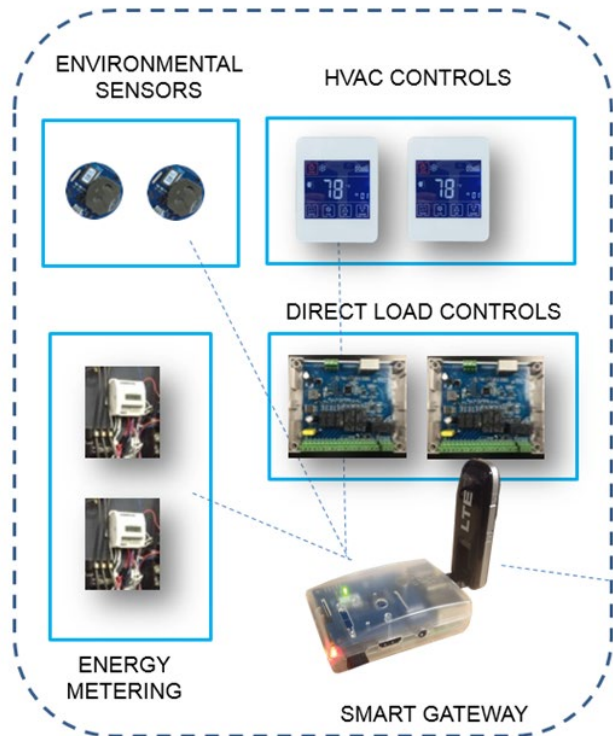 ENVIRONMENTAL
SENSORS
HVAC CONTROLS
78
78
DIRECT LOAD CONTROLS
LTE
ENERGY
METERING
SMART GATEWAY